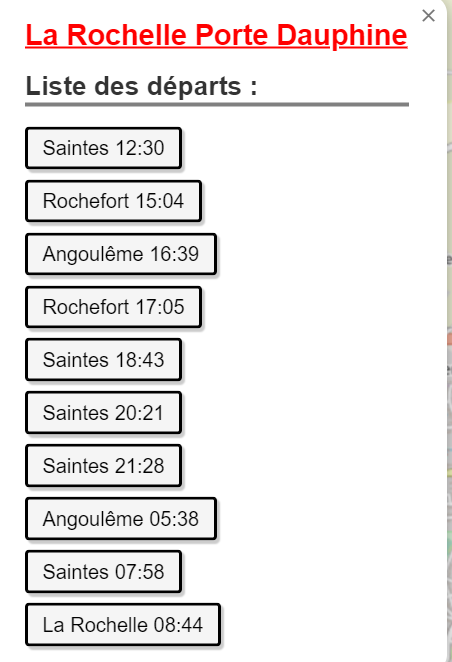 La Rochelle Porte Dauphine
Liste des départs :
Saintes 12:30
Rochefort 15:04
Angoulême 16:39
Rochefort 17:05
Saintes 18:43
Saintes 20:21
Saintes 21:28
Angoulême 05:38
Saintes 07:58
La Rochelle 08:44